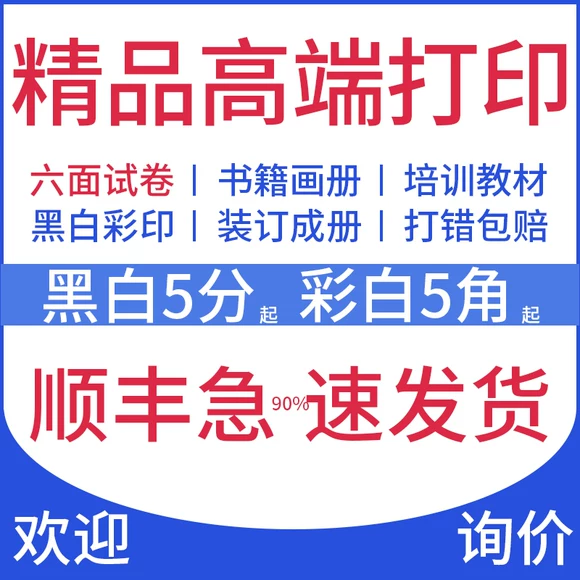 精品高端打印
六面试卷 | 书籍画册 | 培训教材
黑白彩印 | 装订成册 | 打错包赔
黑白5分起 彩白5角起
顺丰急90%速发货
欢迎 询价